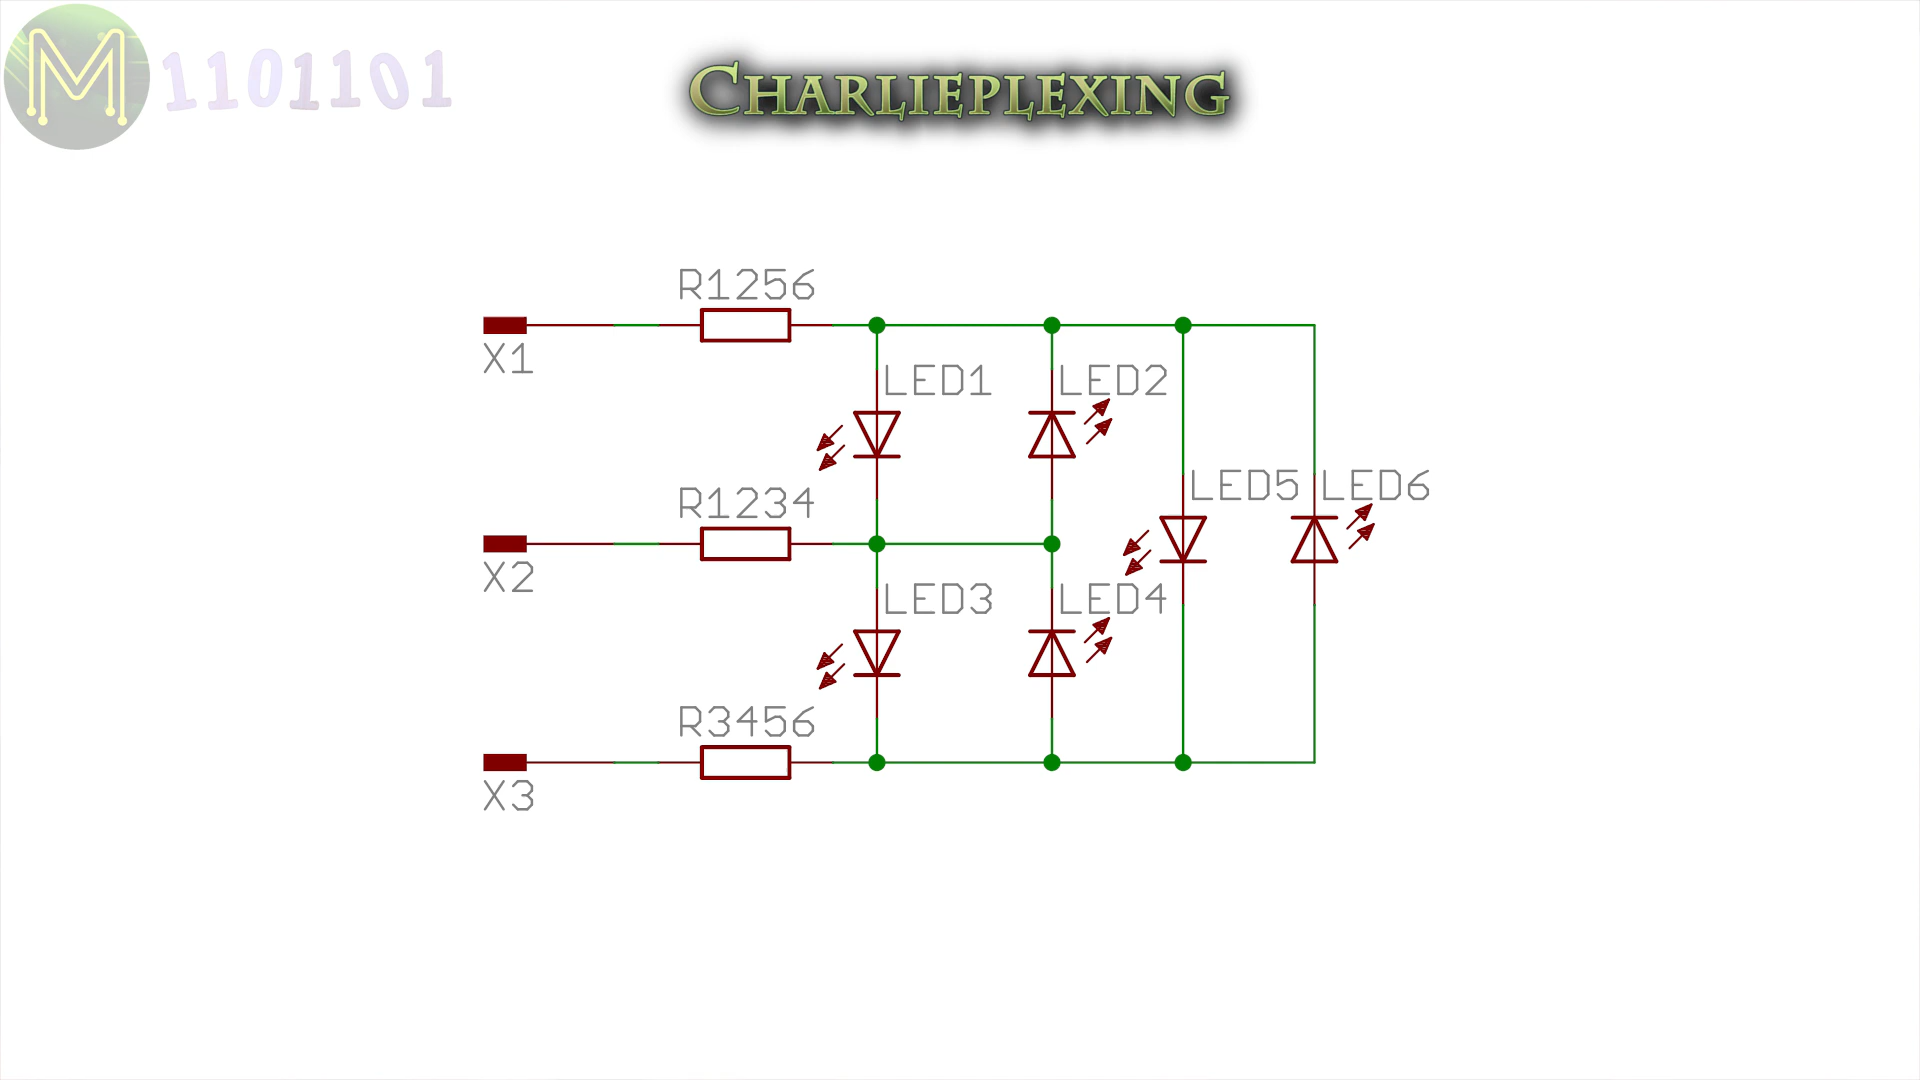 M 1101101
CHARLIEPLEXING
R1256
X1
LED1
LED2
R1234
LED5
LED6
X2
LED3
LED4
R3456
X3